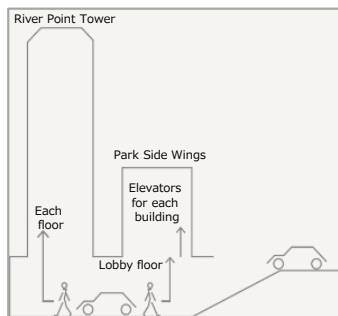 River Point Tower
Park Side Wings
Elevators
for each
building
Each
floor
Lobby floor